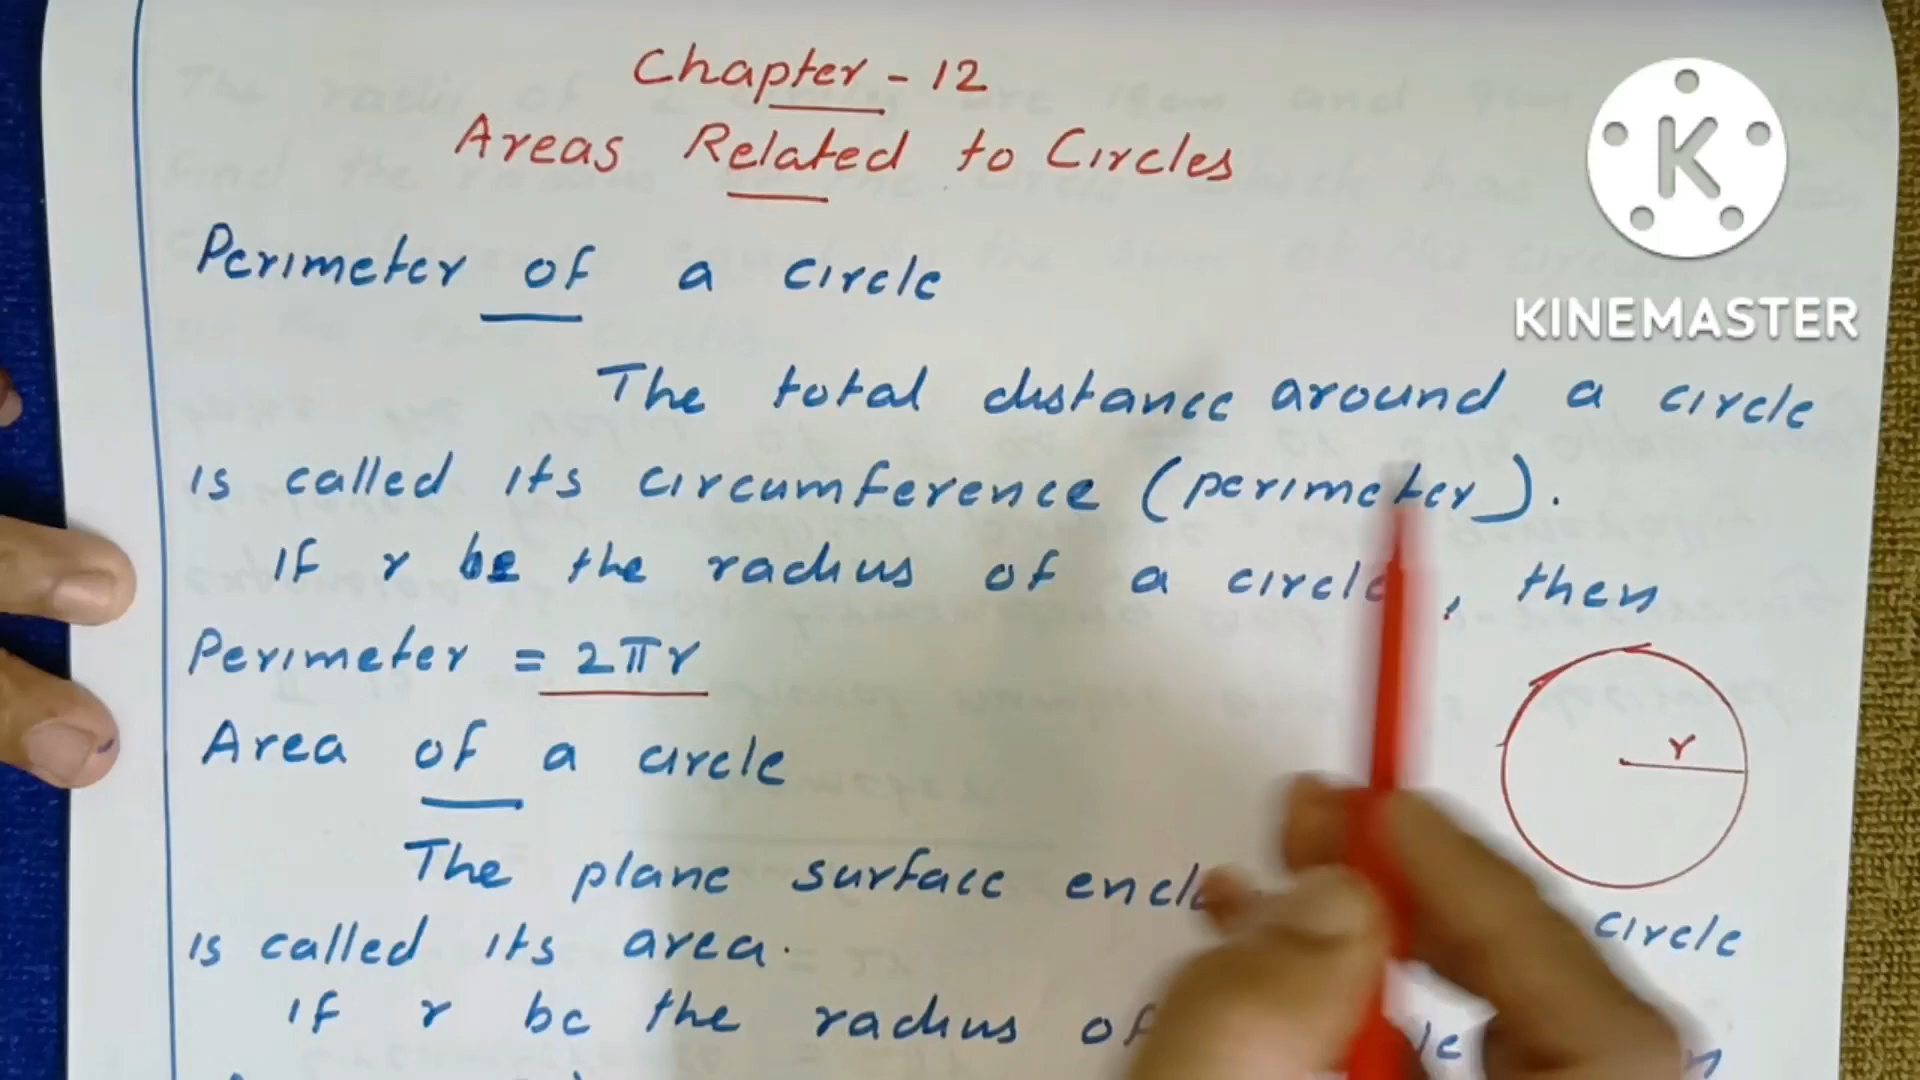 Chapter - 12
Areas Related to Circles
K
KINEMASTER
Perimeter of a circle
The total distance around a circle
is called its circumference (perimeter).
If r be the radius of a circle, then
Perimeter = 2πr
r
Area of a circle
The plane surface circle
is called its area.
If r be the radius of